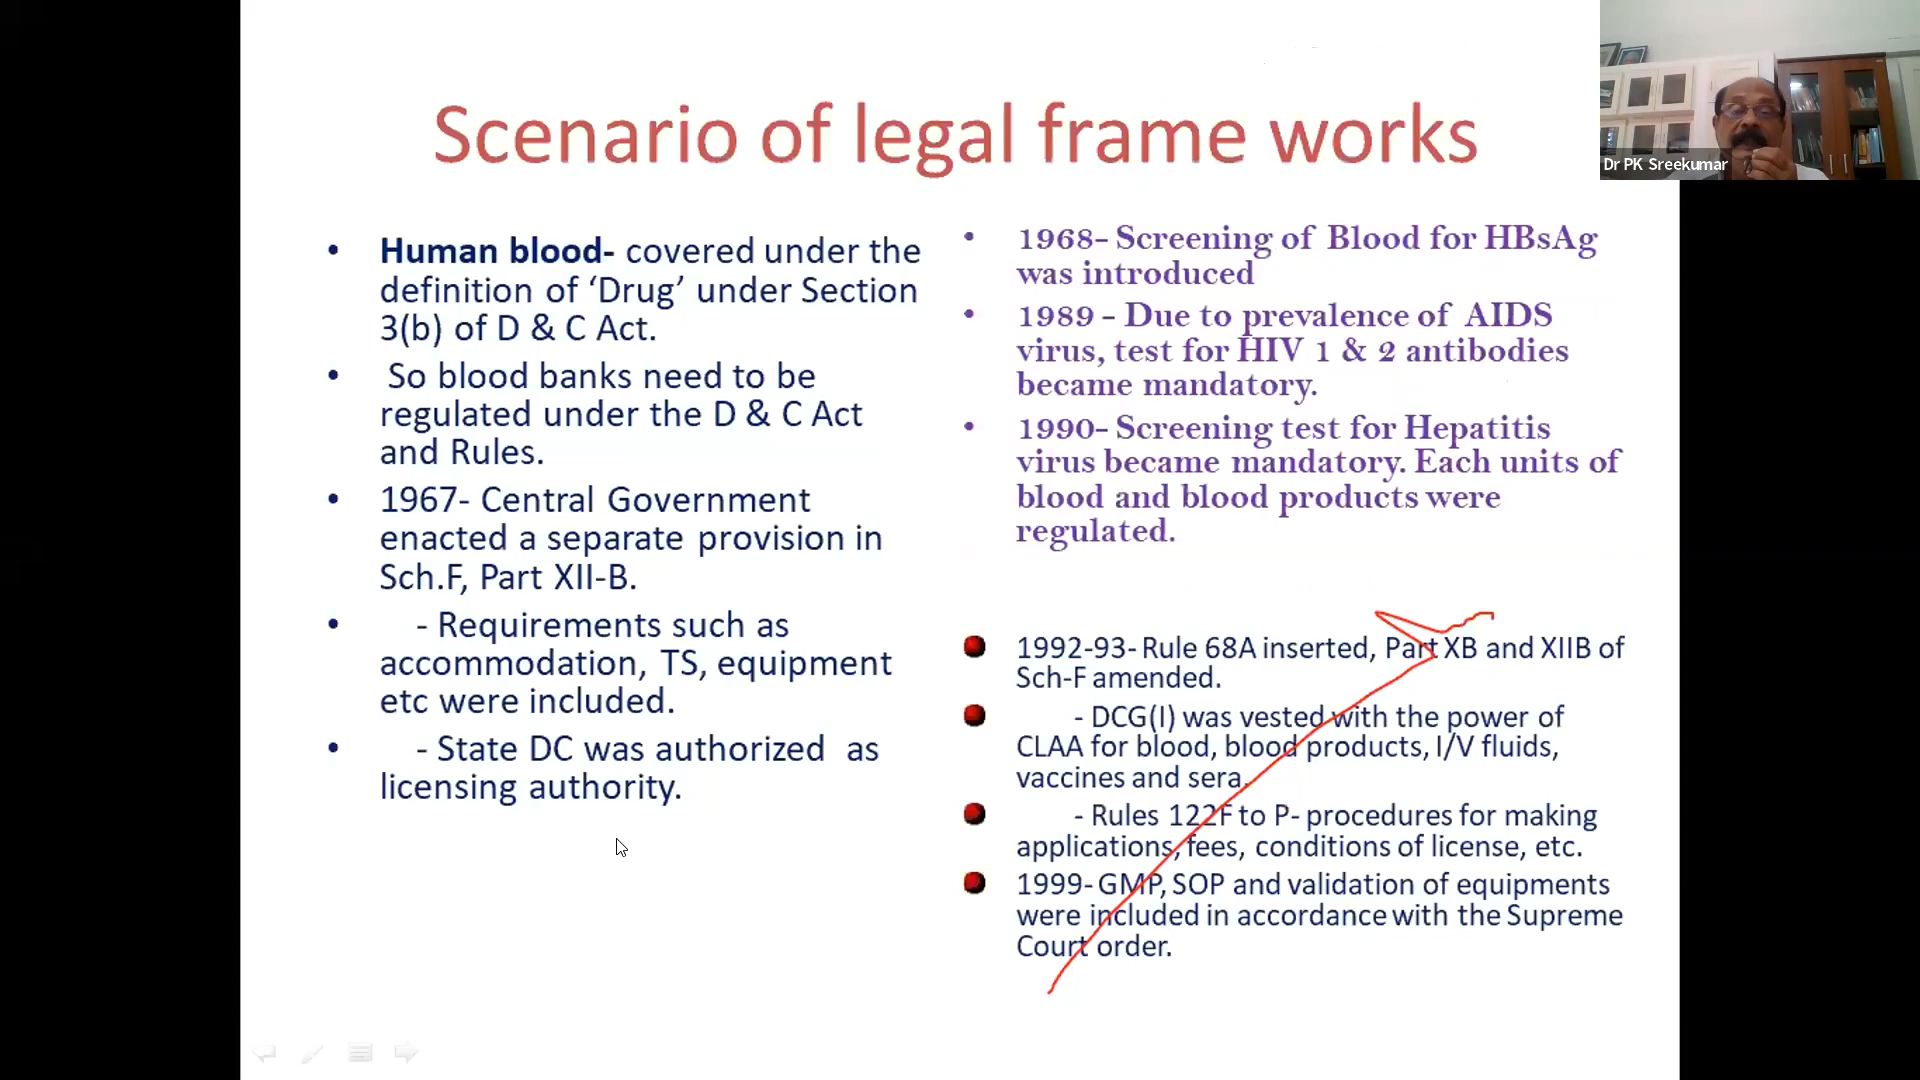 Scenario of legal frame works
Dr PK Sreekumar
• Human blood- covered under the
definition of ‘Drug’ under Section
3(b) of D & C Act.
• So blood banks need to be
regulated under the D & C Act
and Rules.
• 1967- Central Government
enacted a separate provision in
Sch.F, Part XII-B.
• - Requirements such as
accommodation, TS, equipment
etc were included.
• - State DC was authorized as
licensing authority.
• 1968- Screening of Blood for HBsAg
was introduced
• 1989 - Due to prevalence of AIDS
virus, test for HIV 1 & 2 antibodies
became mandatory.
• 1990- Screening test for Hepatitis
virus became mandatory. Each units of
blood and blood products were
regulated.
1992-93- Rule 68A inserted, Part XB and XIIB of
Sch-F amended.
- DCG(I) was vested with the power of
CLAA for blood, blood products, I/V fluids,
vaccines and sera.
- Rules 122F to P- procedures for making
applications, fees, conditions of license, etc.
1999- GMP, SOP and validation of equipments
were included in accordance with the Supreme
Court order.